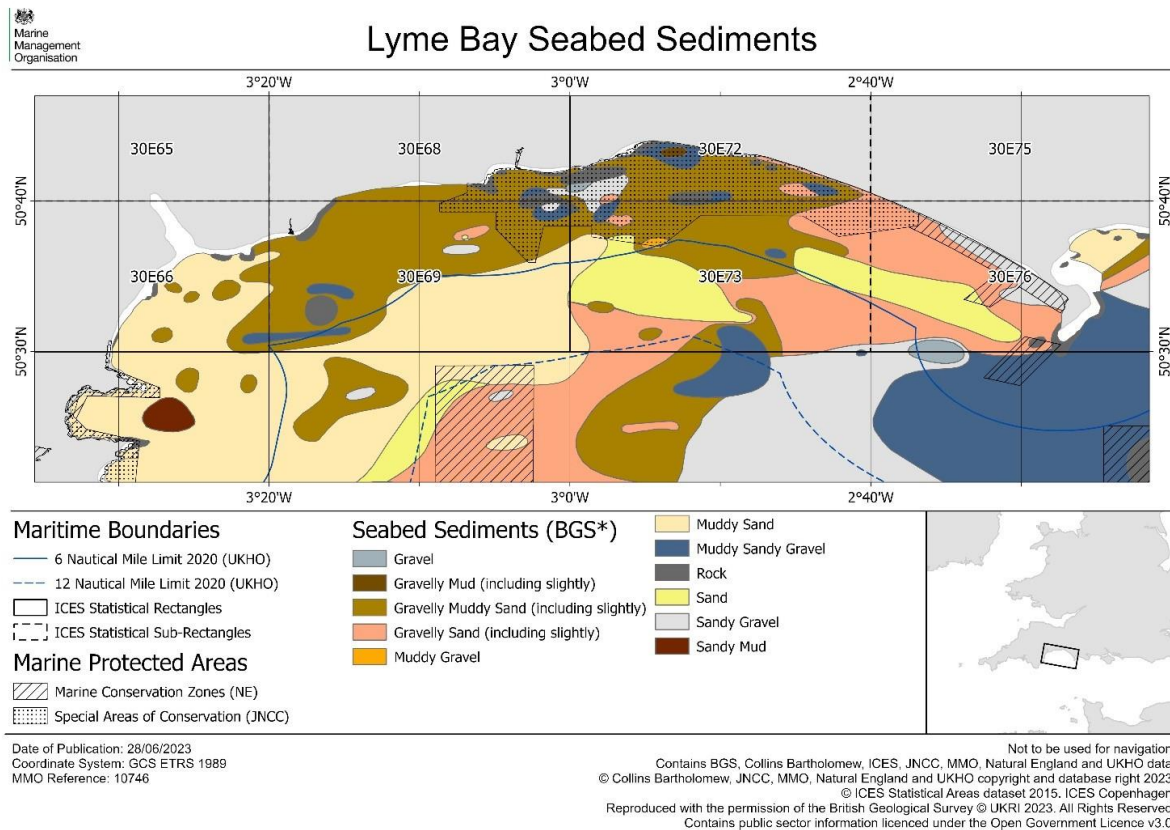 Marine
Management
Organisation
Lyme Bay Seabed Sediments
3°20'W
3°0'W
2°40'W
30E65
30E68
30E72
30E75
50°40'N
50°40'N
30E66
30E69
30E73
30E76
50°30'N
50°30'N
3°20'W
3°0'W
2°40'W
Maritime Boundaries
6 Nautical Mile Limit 2020 (UKHO)
12 Nautical Mile Limit 2020 (UKHO)
ICES Statistical Rectangles
ICES Statistical Sub-Rectangles
Marine Protected Areas
Marine Conservation Zones (NE)
Special Areas of Conservation (JNCC)
Seabed Sediments (BGS*)
Gravel
Gravelly Mud (including slightly)
Gravelly Muddy Sand (including slightly)
Gravelly Sand (including slightly)
Muddy Gravel
Muddy Sand
Muddy Sandy Gravel
Rock
Sand
Sandy Gravel
Sandy Mud
Date of Publication: 28/06/2023
Coordinate System: GCS ETRS 1989
MMO Reference: 10746
Not to be used for navigation
Contains BGS, Collins Bartholomew, ICES, JNCC, MMO, Natural England and UKHO data
© Collins Bartholomew, JNCC, MMO, Natural England and UKHO copyright and database right 2023
© ICES Statistical Areas dataset 2015. ICES Copenhagen
Reproduced with the permission of the British Geological Survey © UKRI 2023. All Rights Reserved
Contains public sector information licenced under the Open Government Licence v3.0